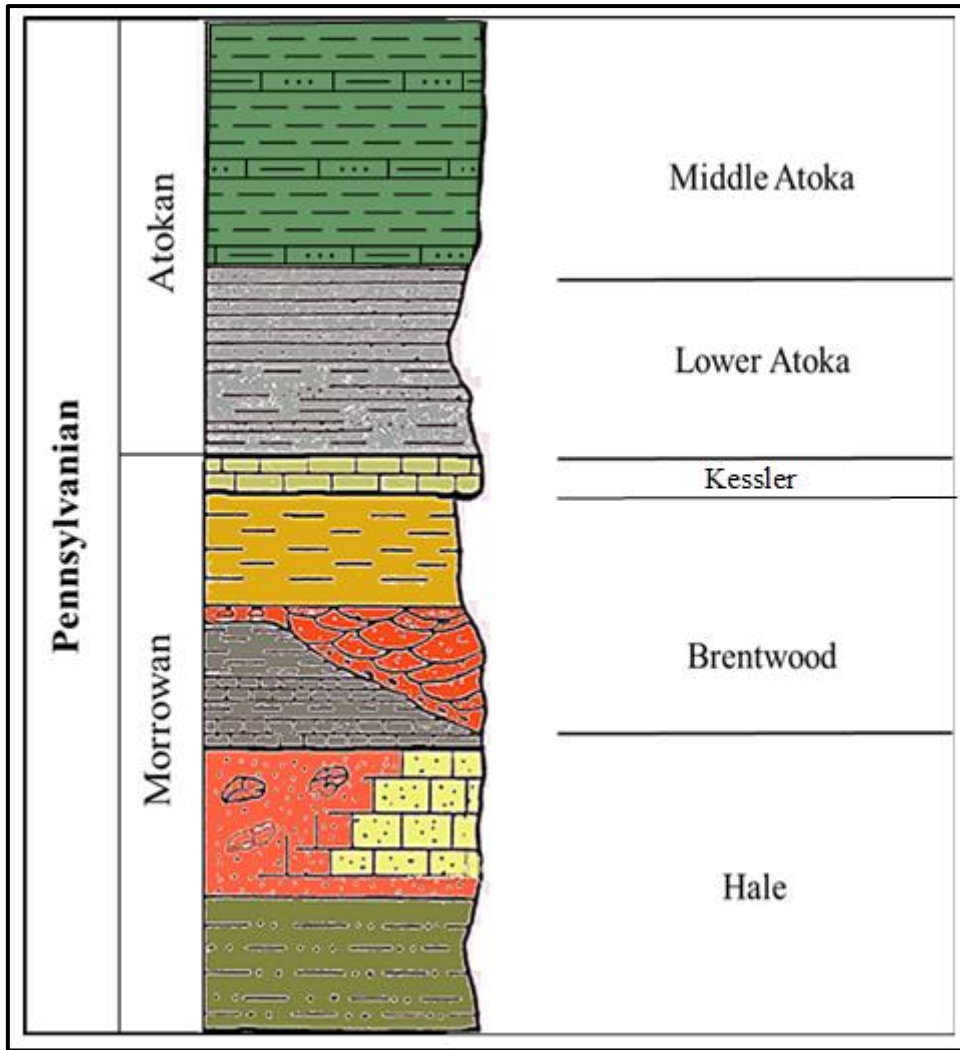 Pennsylvanian
Atokan
Morrowan
Middle Atoka
Lower Atoka
Kessler
Brentwood
Hale